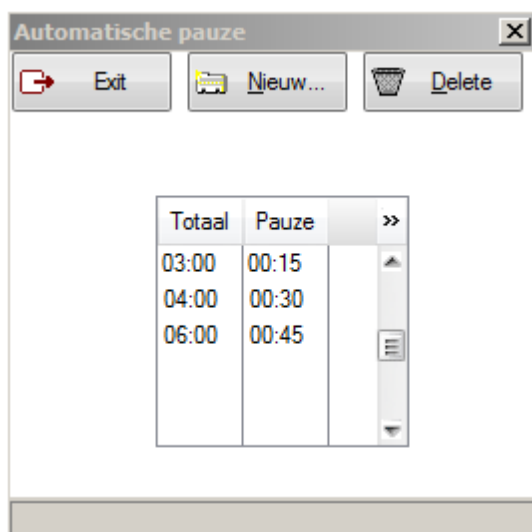 Automatische pauze
Exit Nieuw... Delete
Totaal Pauze »
03:00 00:15
04:00 00:30
06:00 00:45